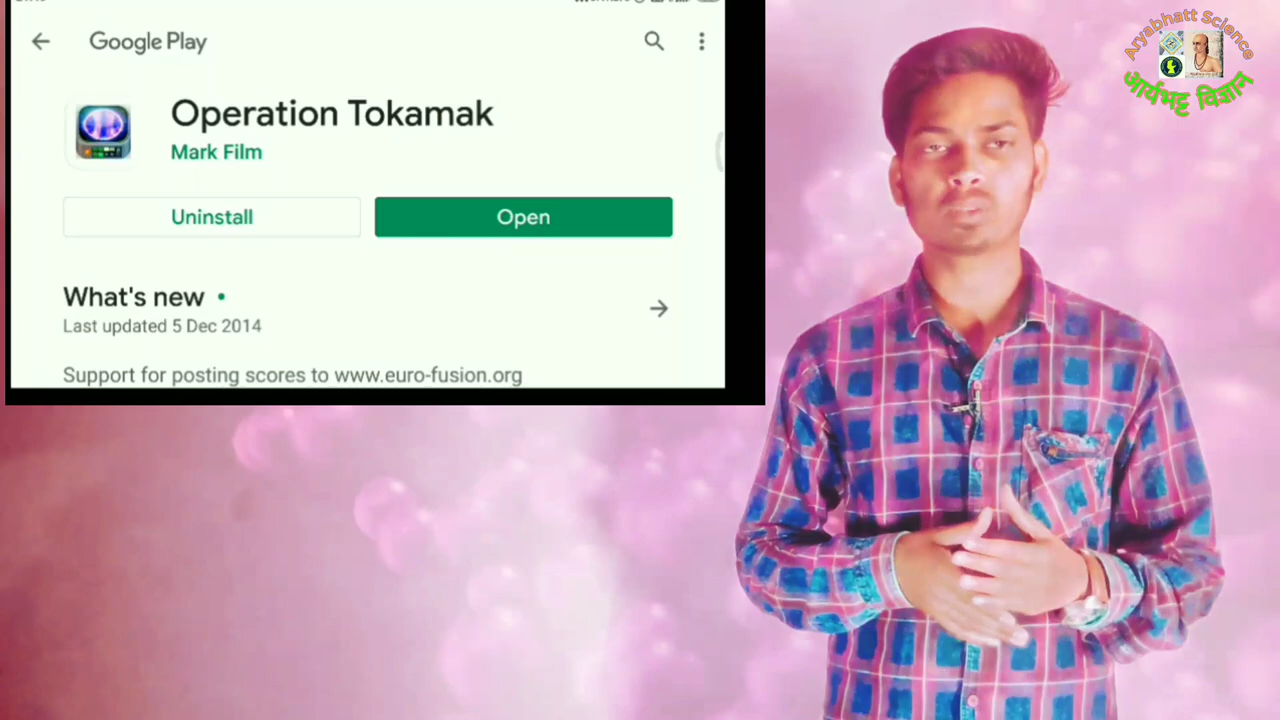 Google Play
Operation Tokamak
Mark Film
Uninstall
Open
What's new
Last updated 5 Dec 2014
Support for posting scores to www.euro-fusion.org
Aryabhatt Science
आर्यभट्ट विज्ञान